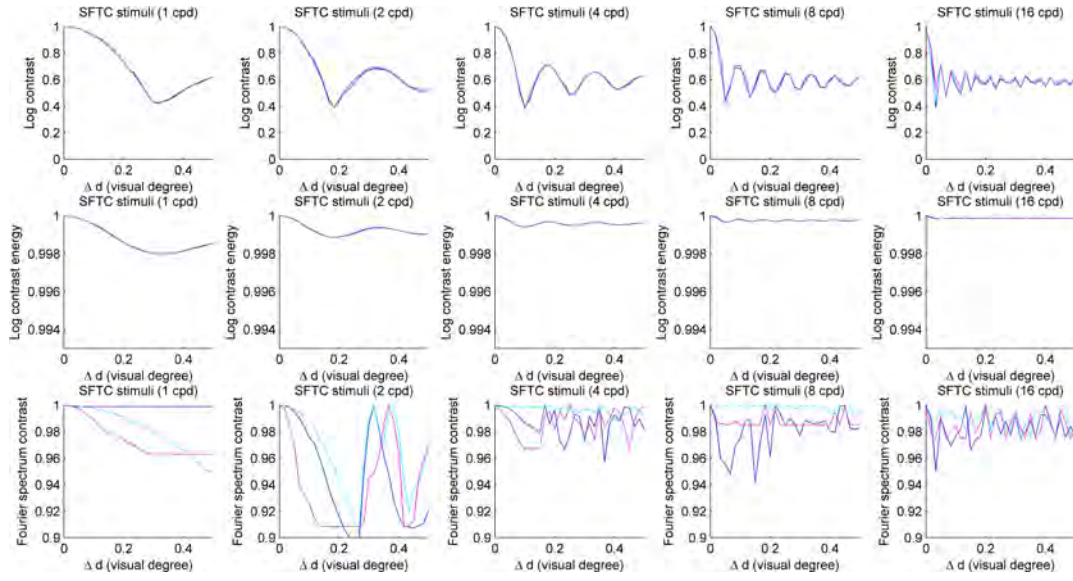 SFTC stimuli (1 cpd) SFTC stimuli (2 cpd) SFTC stimuli (4 cpd) SFTC stimuli (8 cpd) SFTC stimuli (16 cpd)
1 1 1 1 1
0.8 0.8 0.8 0.8 0.8
0.6 0.6 0.6 0.6 0.6
0.4 0.4 0.4 0.4 0.4
0.2 0.2 0.2 0.2 0.2
0 0 0 0 0
Log contrast Log contrast Log contrast Log contrast Log contrast
0 0.2 0.4 0 0.2 0.4 0 0.2 0.4 0 0.2 0.4 0 0.2 0.4
Δ d (visual degree) Δ d (visual degree) Δ d (visual degree) Δ d (visual degree) Δ d (visual degree)
SFTC stimuli (1 cpd) SFTC stimuli (2 cpd) SFTC stimuli (4 cpd) SFTC stimuli (8 cpd) SFTC stimuli (16 cpd)
1 1 1 1 1
0.998 0.998 0.998 0.998 0.998
0.996 0.996 0.996 0.996 0.996
0.994 0.994 0.994 0.994 0.994
Log contrast energy Log contrast energy Log contrast energy Log contrast energy Log contrast energy
0 0.2 0.4 0 0.2 0.4 0 0.2 0.4 0 0.2 0.4 0 0.2 0.4
Δ d (visual degree) Δ d (visual degree) Δ d (visual degree) Δ d (visual degree) Δ d (visual degree)
SFTC stimuli (1 cpd) SFTC stimuli (2 cpd) SFTC stimuli (4 cpd) SFTC stimuli (8 cpd) SFTC stimuli (16 cpd)
1 1 1 1 1
0.98 0.98 0.98 0.98 0.98
0.96 0.96 0.96 0.96 0.96
0.94 0.94 0.94 0.94 0.94
0.92 0.92 0.92 0.92 0.92
0.9 0.9 0.9 0.9 0.9
Fourier spectrum contrast Fourier spectrum contrast Fourier spectrum contrast Fourier spectrum contrast Fourier spectrum contrast
0 0.2 0.4 0 0.2 0.4 0 0.2 0.4 0 0.2 0.4 0 0.2 0.4
Δ d (visual degree) Δ d (visual degree) Δ d (visual degree) Δ d (visual degree) Δ d (visual degree)